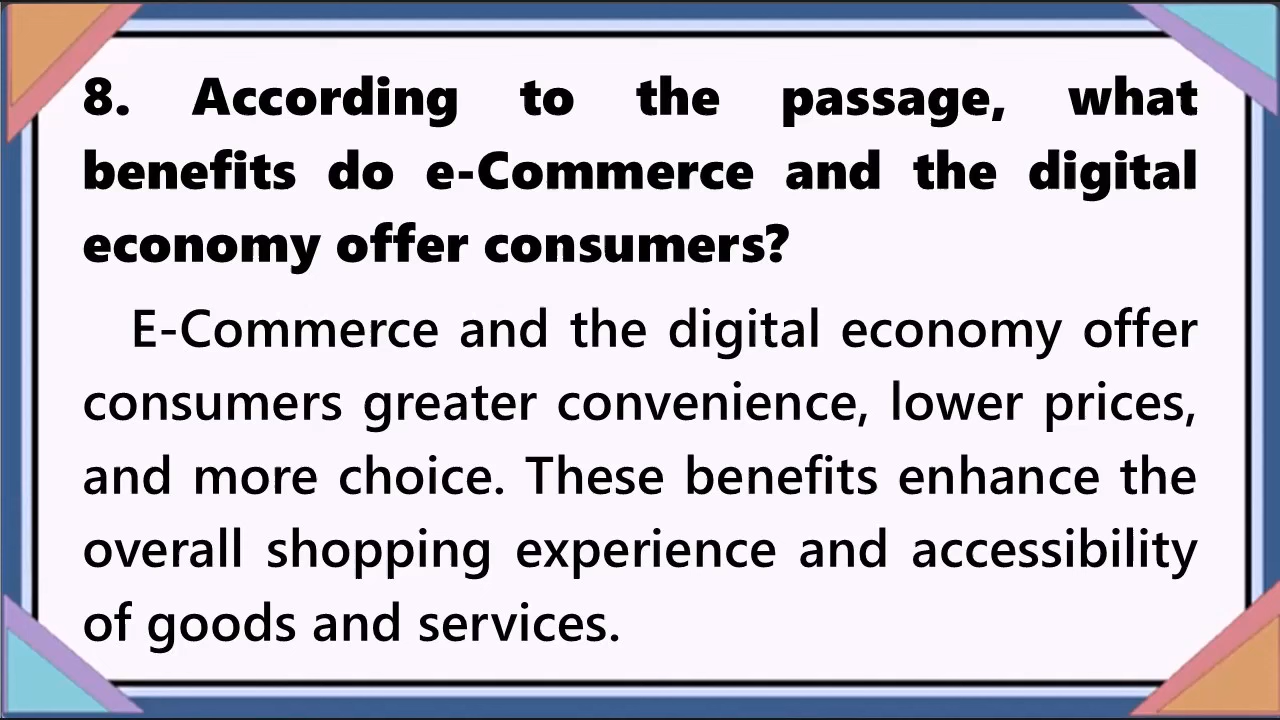 8. According to the passage, what
benefits do e-Commerce and the digital
economy offer consumers?
E-Commerce and the digital economy offer
consumers greater convenience, lower prices,
and more choice. These benefits enhance the
overall shopping experience and accessibility
of goods and services.